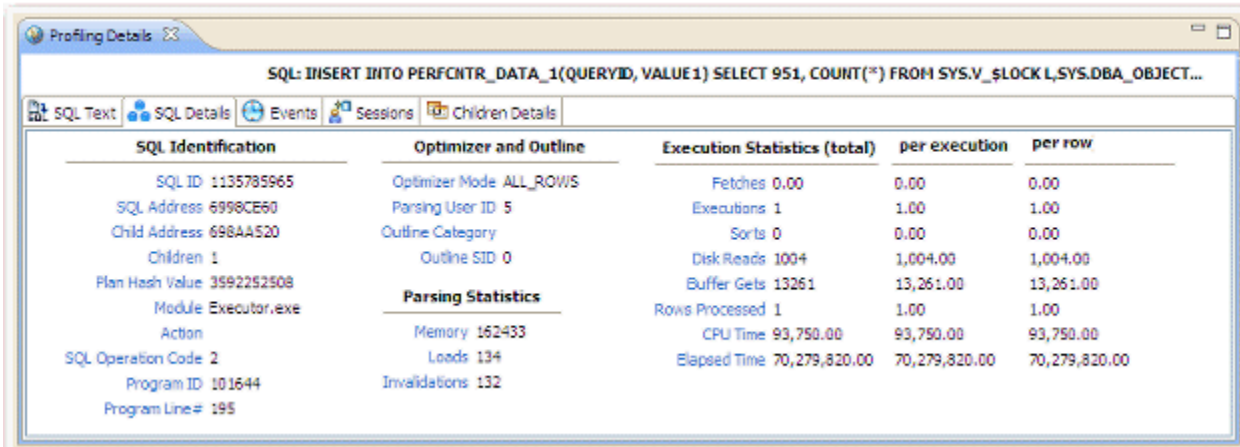 Profiling Details
SQL: INSERT INTO PERFCNTR_DATA_1(QUERYID, VALUE1) SELECT 951, COUNT(*) FROM SYS.V_$LOCK L,SYS.DBA_OBJECT...
SQL Text SQL Details Events Sessions Children Details
SQL Identification Optimizer and Outline Execution Statistics (total) per execution per row
SQL ID 1135785965 Optimizer Mode ALL_ROWS Fetches 0.00 0.00 0.00
SQL Address 6998CE60 Parsing User ID 5 Executions 1 1.00 1.00
Child Address 698AA520 Outline Category Sorts 0 0.00 0.00
Children 1 Outline SID 0 Disk Reads 1004 1,004.00 1,004.00
Plan Hash Value 3592252508 Parsing Statistics Buffer Gets 13261 13,261.00 13,261.00
Module Executor.exe Rows Processed 1 1.00 1.00
Action Memory 162433 CPU Time 93,750.00 93,750.00 93,750.00
SQL Operation Code 2 Loads 134 Elapsed Time 70,279,820.00 70,279,820.00 70,279,820.00
Program ID 101644 Invalidations 132
Program Line# 195